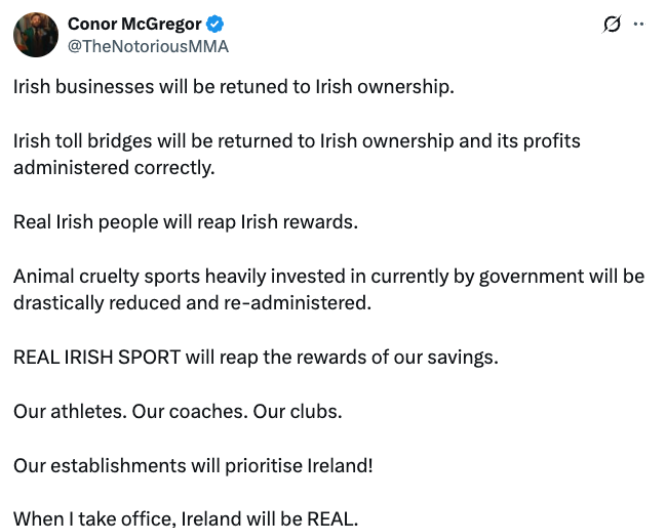 Conor McGregor
@TheNotoriousMMA
Irish businesses will be retuned to Irish ownership.
Irish toll bridges will be returned to Irish ownership and its profits
administered correctly.
Real Irish people will reap Irish rewards.
Animal cruelty sports heavily invested in currently by government will be
drastically reduced and re-administered.
REAL IRISH SPORT will reap the rewards of our savings.
Our athletes. Our coaches. Our clubs.
Our establishments will prioritise Ireland!
When I take office, Ireland will be REAL.